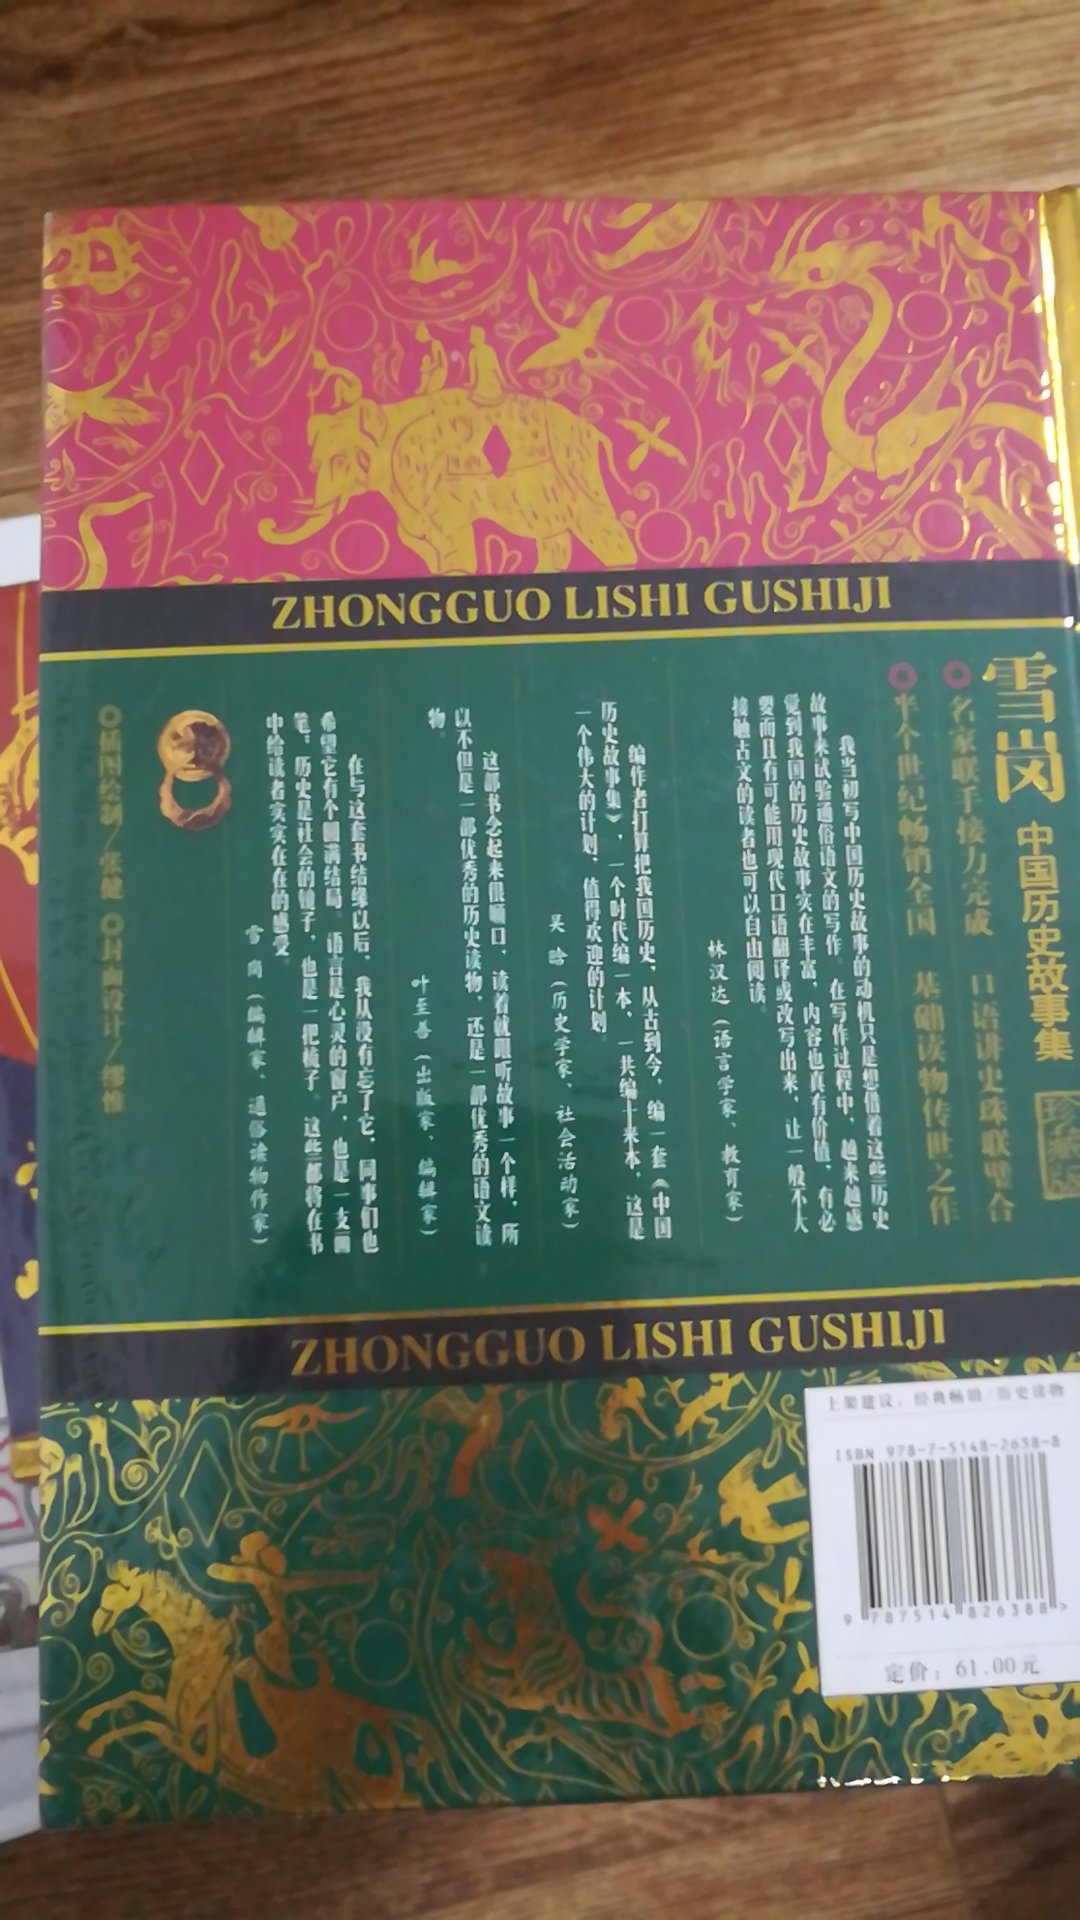 ZHONGGUO LISHI GUSHIJI
雪岗 中国历史故事集
珍藏版
名家联手接力完成 口语讲史珠联璧合
半个世纪畅销全国 基础读物传世之作
我当初写中国历史故事的动机只是想借着这些历史
故事来试验通俗语文的写作。在写作过程中,越来越感
觉到我国的历史故事实在丰富,内容也真有价值,有必
要而且有可能用现代口语翻译或改写出来,让一般不大
接触古文的读者也可以自由阅读。
林汉达(语言学家、教育家)
编作者打算把我国历史,从古到今,编一套《中国
历史故事集》,一个时代编一本,一共编十来本,这是
一个伟大的计划,值得欢迎的计划。
吴晗(历史学家、社会活动家)
这部书念起来很顺口,读着就跟听故事一个样,所
以不但是一部优秀的历史读物,还是一部优秀的语文读
物。
叶至善(出版家、编辑家)
在与这套书结缘以后,我从没有忘了它,同事们也
希望它有个圆满结局。语言是心灵的窗户,也是一支画
笔;历史是社会的镜子,也是一把梳子。这些都将在书
中给读者实实在在的感受。
雪岗(编辑家、通俗读物作家)
插图绘制/张健 封面设计/缪惟
ZHONGGUO LISHI GUSHIJI
上架建议:经典畅销/历史读物
ISBN 978-7-5148-2638-8
9 787514 826388 >
定价:61.00元